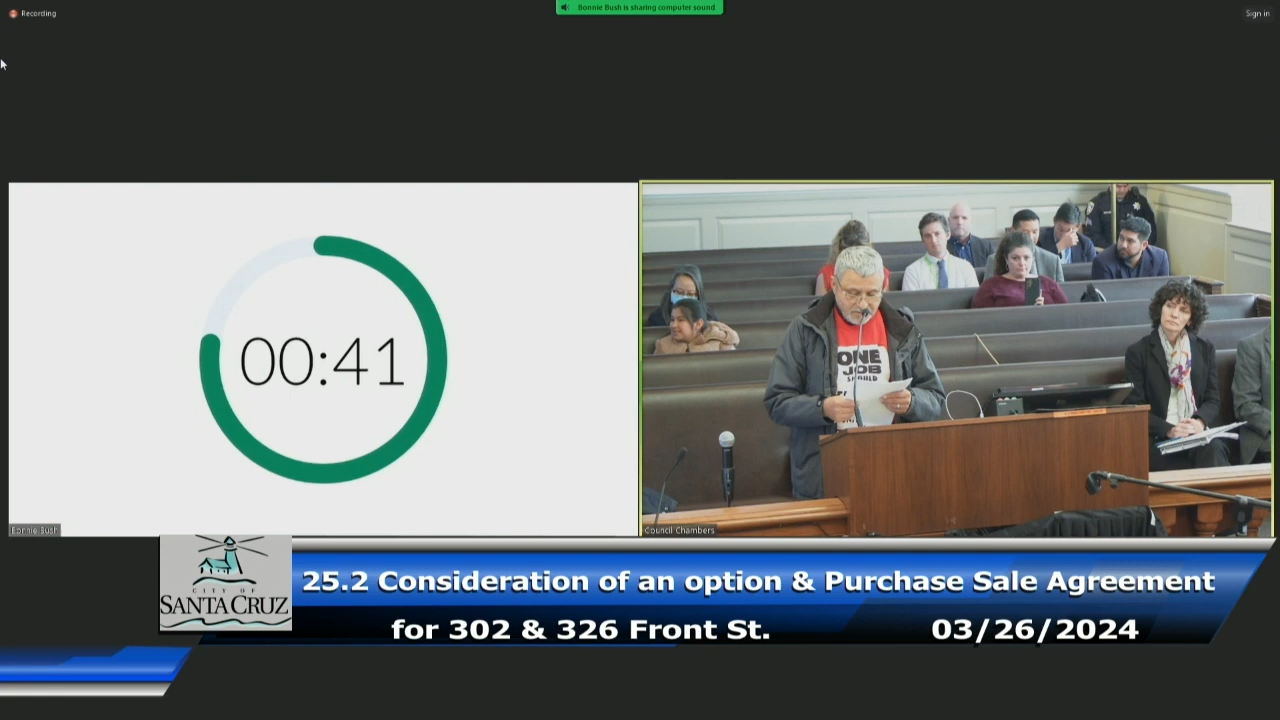 Recording
Bonnie Bush is sharing computer sound
Sign in
00:41
ONE
JOB
SHOULD
Bonnie Bush
Council Chambers
CITY OF
SANTA CRUZ
25.2 Consideration of an option & Purchase Sale Agreement
for 302 & 326 Front St.
03/26/2024